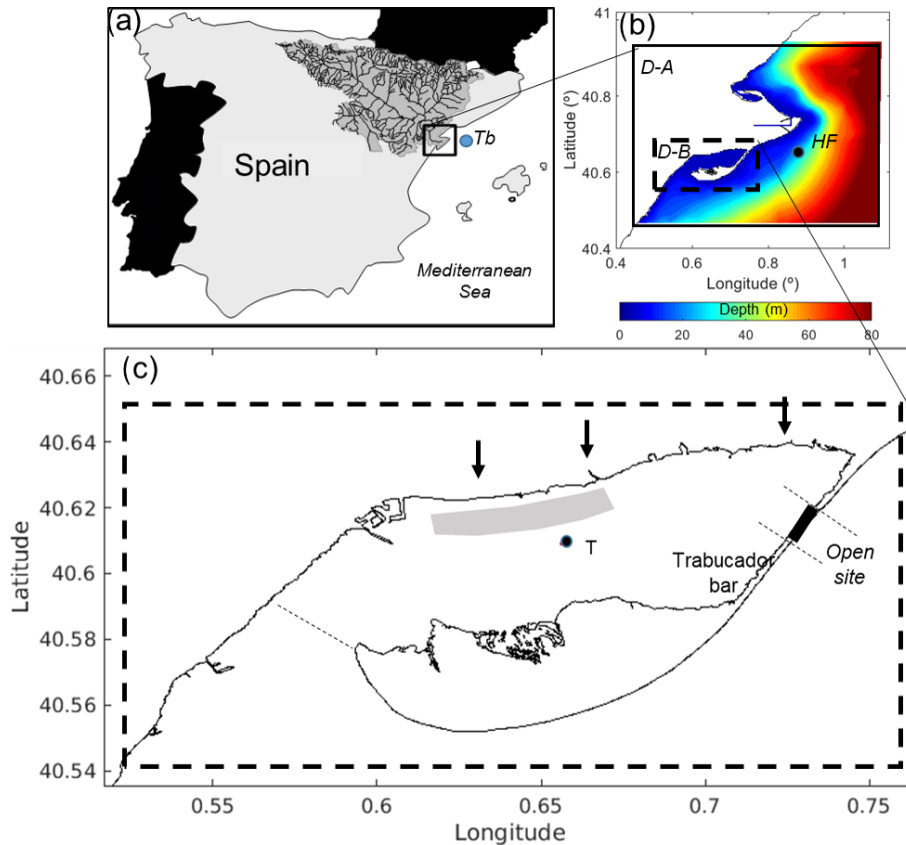 (a)
Spain
Tb
Mediterranean
Sea
(b)
41
40.8
40.6
40.4
Latitude (º)
D-A
D-B
HF
0.4
0.6
0.8
1
Longitude (º)
Depth (m)
0
20
40
60
80
(c)
40.66
40.64
40.62
40.6
40.58
40.56
40.54
Latitude
T
Trabucador
bar
Open
site
0.55
0.6
0.65
0.7
0.75
Longitude